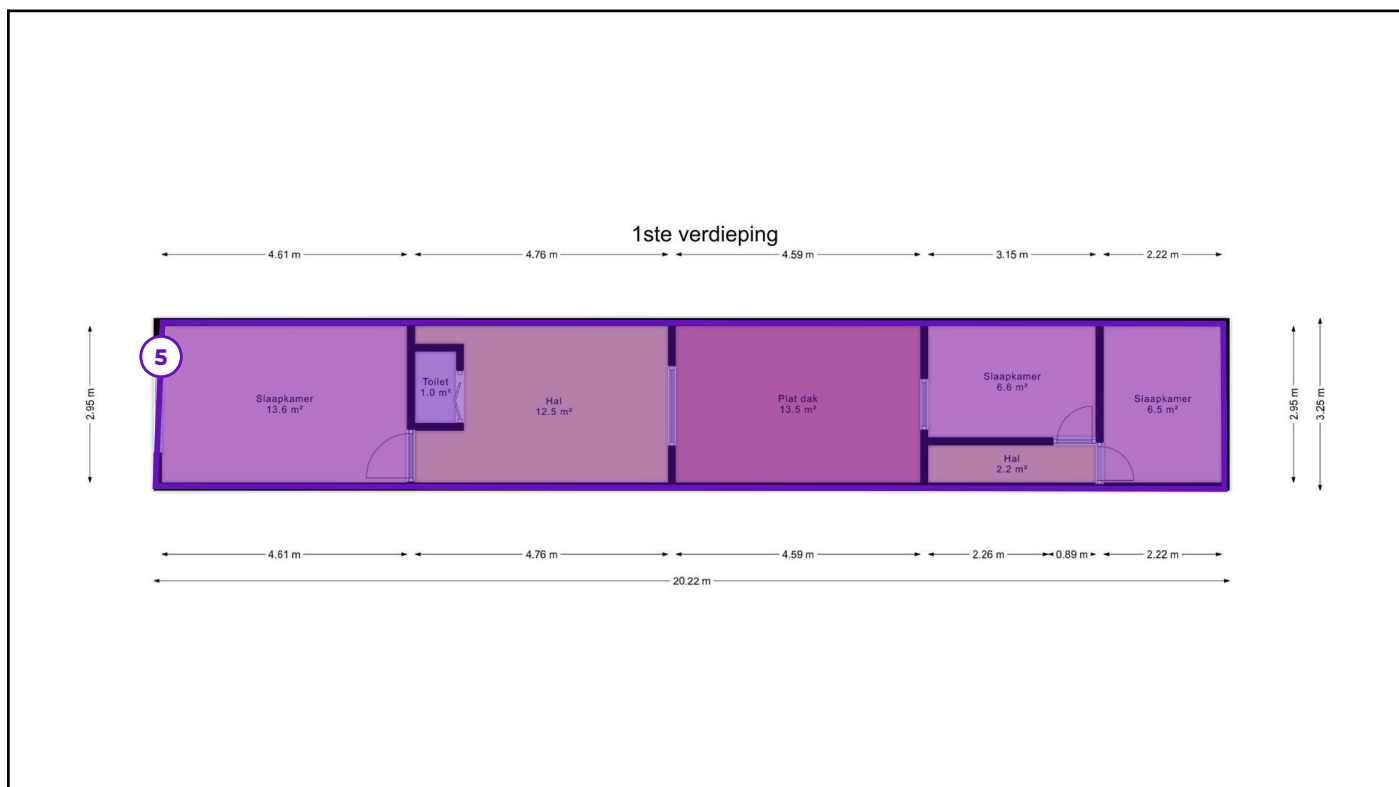 1ste verdieping
4.61 m
4.76 m
4.59 m
3.15 m
2.22 m
5
2.95 m
Slaapkamer
13.6 m²
Toilet
1.0 m²
Hal
12.5 m²
Plat dak
13.5 m²
Slaapkamer
6.6 m²
Hal
2.2 m²
Slaapkamer
6.5 m²
2.95 m
3.25 m
4.61 m
4.76 m
4.59 m
2.26 m
0.89 m
2.22 m
20.22 m